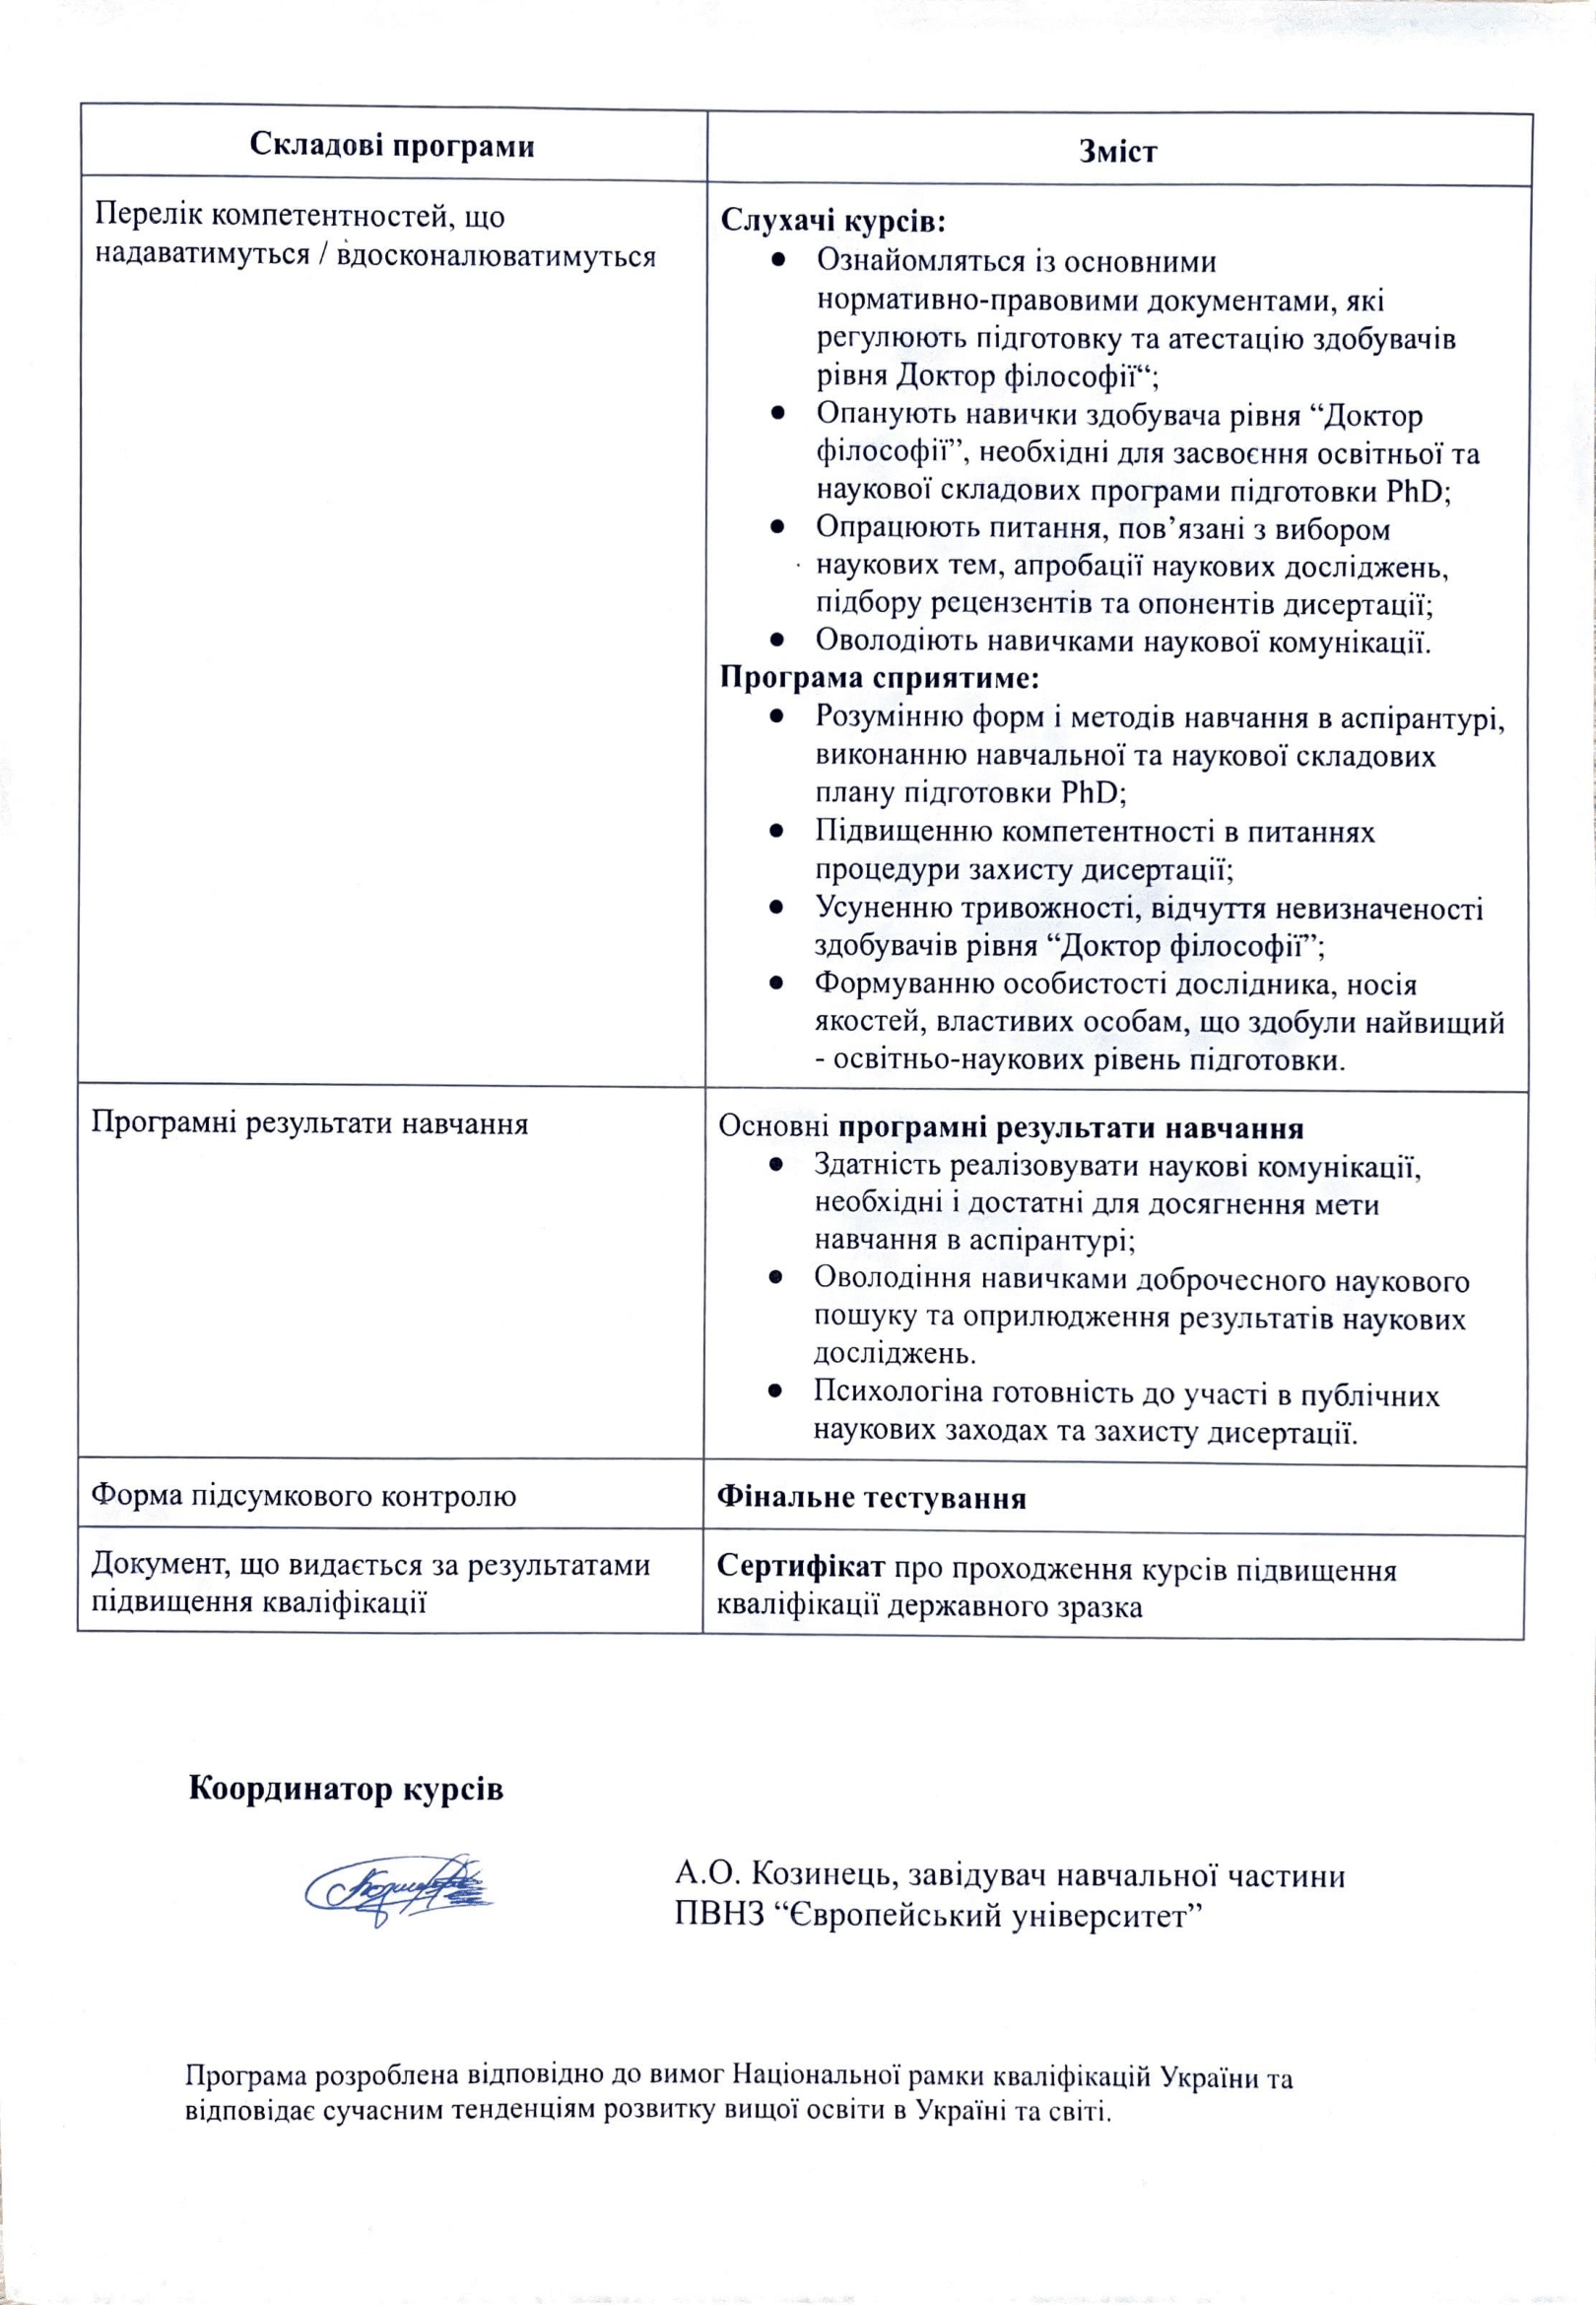 Складові програми
Зміст
Перелік компетентностей, що
надаватимуться / вдосконалюватимуться
Слухачі курсів:
● Ознайомляться із основними
нормативно-правовими документами, які
регулюють підготовку та атестацію здобувачів
рівня Доктор філософії“;
● Опанують навички здобувача рівня “Доктор
філософії”, необхідні для засвоєння освітньої та
наукової складових програми підготовки PhD;
● Опрацюють питання, пов’язані з вибором
наукових тем, апробації наукових досліджень,
підбору рецензентів та опонентів дисертації;
● Оволодіють навичками наукової комунікації.
Програма сприятиме:
● Розумінню форм і методів навчання в аспірантурі,
виконанню навчальної та наукової складових
плану підготовки PhD;
● Підвищенню компетентності в питаннях
процедури захисту дисертації;
● Усуненню тривожності, відчуття невизначеності
здобувачів рівня “Доктор філософії”;
● Формуванню особистості дослідника, носія
якостей, властивих особам, що здобули найвищий
- освітньо-наукових рівень підготовки.
Програмні результати навчання
Основні програмні результати навчання
● Здатність реалізовувати наукові комунікації,
необхідні і достатні для досягнення мети
навчання в аспірантурі;
● Оволодіння навичками доброчесного наукового
пошуку та оприлюдження результатів наукових
досліджень.
● Психологіна готовність до участі в публічних
наукових заходах та захисту дисертації.
Форма підсумкового контролю
Фінальне тестування
Документ, що видається за результатами
підвищення кваліфікації
Сертифікат про проходження курсів підвищення
кваліфікації державного зразка
Координатор курсів
А.О. Козинець, завідувач навчальної частини
ПВНЗ “Європейський університет”
Програма розроблена відповідно до вимог Національної рамки кваліфікацій України та
відповідає сучасним тенденціям розвитку вищої освіти в Україні та світі.